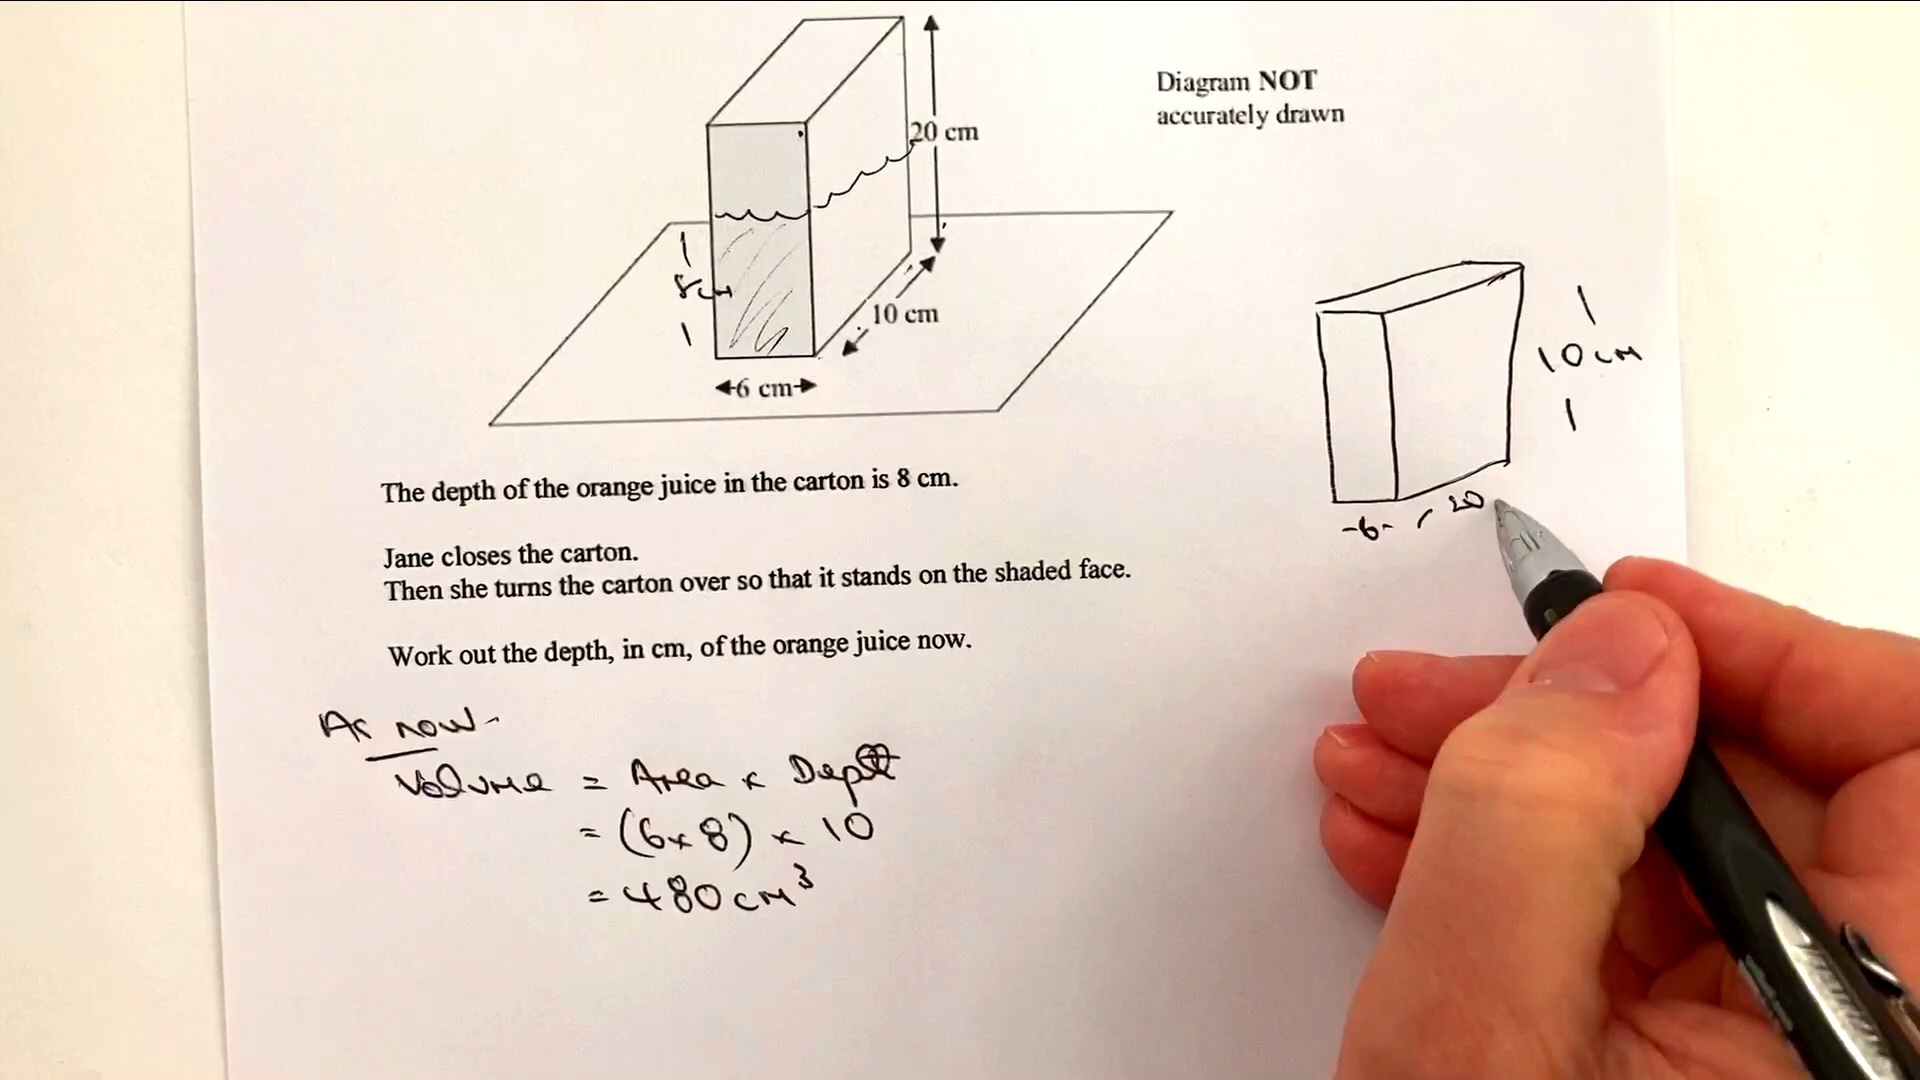 Diagram NOT
accurately drawn
20 cm
8cm
10 cm
6 cm
10cm
-6-
20
The depth of the orange juice in the carton is 8 cm.
Jane closes the carton.
Then she turns the carton over so that it stands on the shaded face.
Work out the depth, in cm, of the orange juice now.
As now-
Volume = Area × Depth
= (6×8) × 10
= 480cm³